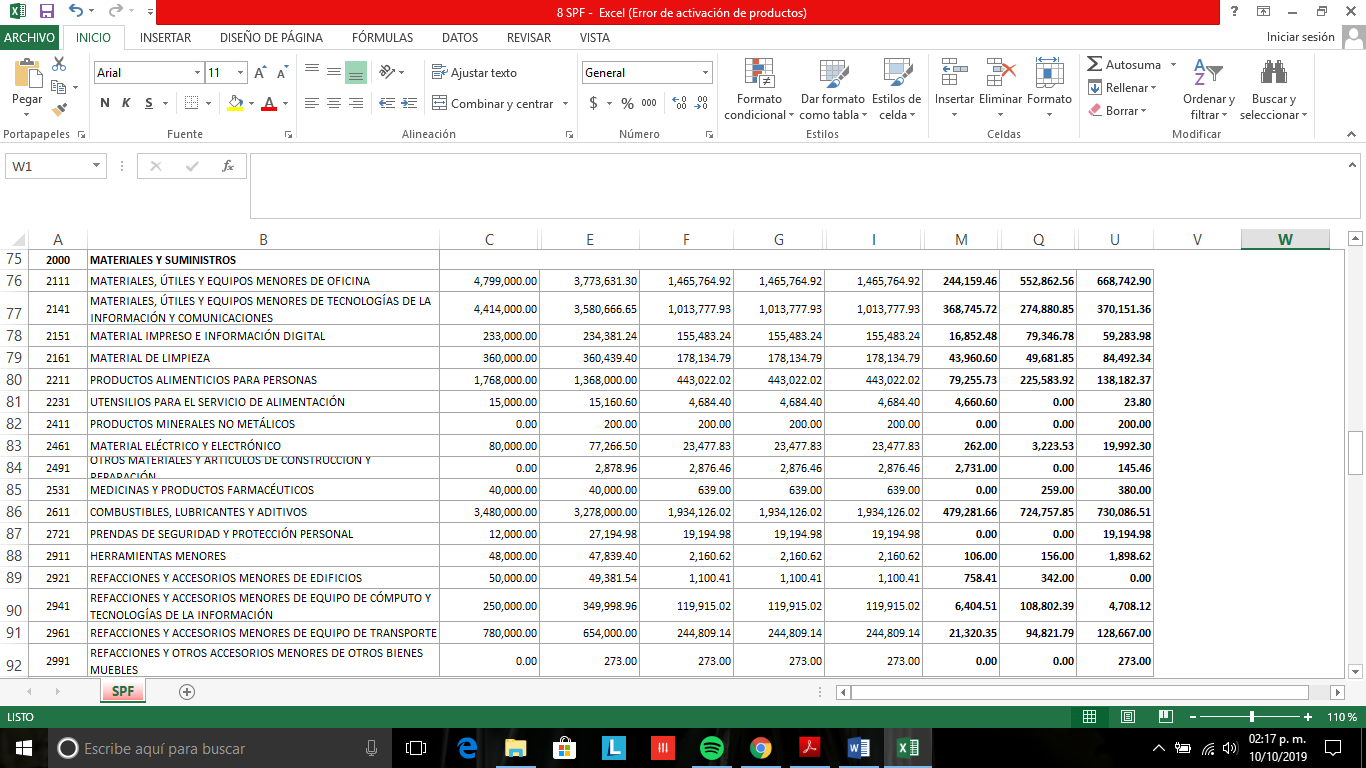 8 SPF - Excel (Error de activación de productos)
ARCHIVO INICIO INSERTAR DISEÑO DE PÁGINA FÓRMULAS DATOS REVISAR VISTA Iniciar sesión
Pegar
Portapapeles
Arial 11
N K S
Fuente
Ajustar texto
Combinar y centrar
Alineación
General
$ % 000
Número
Formato condicional
Dar formato como tabla
Estilos de celda
Estilos
Insertar Eliminar Formato
Celdas
Autosuma
Rellenar
Borrar
Ordenar y filtrar
Buscar y seleccionar
Modificar
W1
A B C E F G I M Q U V W
75 2000 MATERIALES Y SUMINISTROS
76 2111 MATERIALES, ÚTILES Y EQUIPOS MENORES DE OFICINA 4,799,000.00 3,773,631.30 1,465,764.92 1,465,764.92 1,465,764.92 244,159.46 552,862.56 668,742.90
77 2141 MATERIALES, ÚTILES Y EQUIPOS MENORES DE TECNOLOGÍAS DE LA
INFORMACIÓN Y COMUNICACIONES 4,414,000.00 3,580,666.65 1,013,777.93 1,013,777.93 1,013,777.93 368,745.72 274,880.85 370,151.36
78 2151 MATERIAL IMPRESO E INFORMACIÓN DIGITAL 233,000.00 234,381.24 155,483.24 155,483.24 155,483.24 16,852.48 79,346.78 59,283.98
79 2161 MATERIAL DE LIMPIEZA 360,000.00 360,439.40 178,134.79 178,134.79 178,134.79 43,960.60 49,681.85 84,492.34
80 2211 PRODUCTOS ALIMENTICIOS PARA PERSONAS 1,768,000.00 1,368,000.00 443,022.02 443,022.02 443,022.02 79,255.73 225,583.92 138,182.37
81 2231 UTENSILIOS PARA EL SERVICIO DE ALIMENTACIÓN 15,000.00 15,160.60 4,684.40 4,684.40 4,684.40 4,660.60 0.00 23.80
82 2411 PRODUCTOS MINERALES NO METÁLICOS 0.00 200.00 200.00 200.00 200.00 0.00 0.00 200.00
83 2461 MATERIAL ELÉCTRICO Y ELECTRÓNICO 80,000.00 77,266.50 23,477.83 23,477.83 23,477.83 262.00 3,223.53 19,992.30
84 2491 OTROS MATERIALES Y ARTÍCULOS DE CONSTRUCCIÓN Y
REPARACIÓN 0.00 2,878.96 2,876.46 2,876.46 2,876.46 2,731.00 0.00 145.46
85 2531 MEDICINAS Y PRODUCTOS FARMACÉUTICOS 40,000.00 40,000.00 639.00 639.00 639.00 0.00 259.00 380.00
86 2611 COMBUSTIBLES, LUBRICANTES Y ADITIVOS 3,480,000.00 3,278,000.00 1,934,126.02 1,934,126.02 1,934,126.02 479,281.66 724,757.85 730,086.51
87 2721 PRENDAS DE SEGURIDAD Y PROTECCIÓN PERSONAL 12,000.00 27,194.98 19,194.98 19,194.98 19,194.98 0.00 0.00 19,194.98
88 2911 HERRAMIENTAS MENORES 48,000.00 47,839.40 2,160.62 2,160.62 2,160.62 106.00 156.00 1,898.62
89 2921 REFACCIONES Y ACCESORIOS MENORES DE EDIFICIOS 50,000.00 49,381.54 1,100.41 1,100.41 1,100.41 758.41 342.00 0.00
90 2941 REFACCIONES Y ACCESORIOS MENORES DE EQUIPO DE CÓMPUTO Y
TECNOLOGÍAS DE LA INFORMACIÓN 250,000.00 349,998.96 119,915.02 119,915.02 119,915.02 6,404.51 108,802.39 4,708.12
91 2961 REFACCIONES Y ACCESORIOS MENORES DE EQUIPO DE TRANSPORTE 780,000.00 654,000.00 244,809.14 244,809.14 244,809.14 21,320.35 94,821.79 128,667.00
92 2991 REFACCIONES Y OTROS ACCESORIOS MENORES DE OTROS BIENES
MUEBLES 0.00 273.00 273.00 273.00 273.00 0.00 0.00 273.00
SPF
LISTO 110 %
Escribe aquí para buscar
02:17 p. m.
10/10/2019